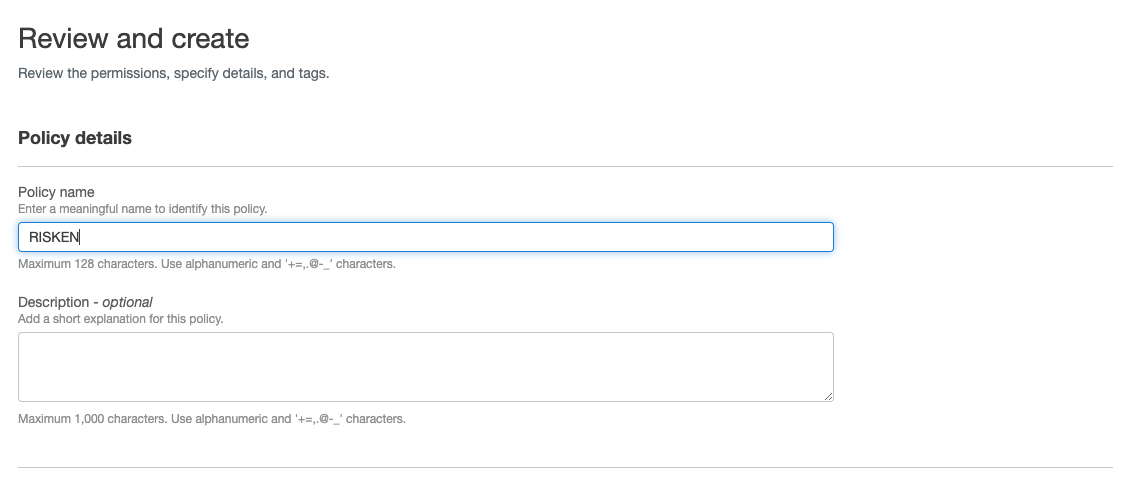 Review and create
Review the permissions, specify details, and tags.
Policy details
Policy name
Enter a meaningful name to identify this policy.
RISKEN
Maximum 128 characters. Use alphanumeric and '+=,.@-_' characters.
Description - optional
Add a short explanation for this policy.
Maximum 1,000 characters. Use alphanumeric and '+=,.@-_' characters.